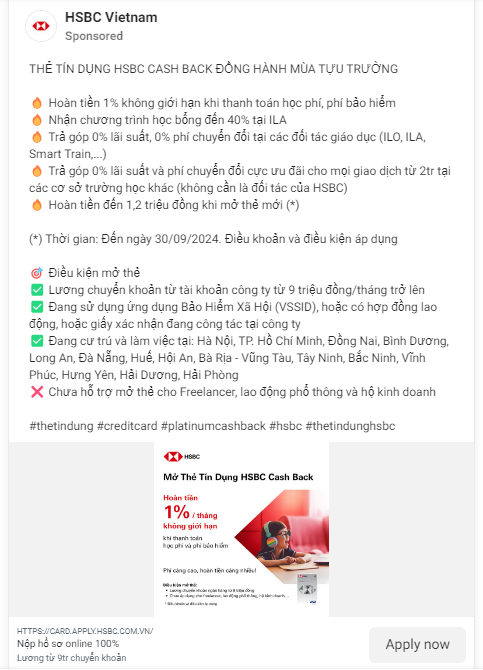 HSBC Vietnam
Sponsored
THẺ TÍN DỤNG HSBC CASH BACK ĐỒNG HÀNH MÙA TỰU TRƯỜNG
🔥 Hoàn tiền 1% không giới hạn khi thanh toán học phí, phí bảo hiểm
🔥 Nhận chương trình học bổng đến 40% tại ILA
🔥 Trả góp 0% lãi suất, 0% phí chuyển đổi tại các đối tác giáo dục (ILO, ILA,
Smart Train,...)
🔥 Trả góp 0% lãi suất và phí chuyển đổi cực ưu đãi cho mọi giao dịch từ 2tr tại
các cơ sở trường học khác (không cần là đối tác của HSBC)
🔥 Hoàn tiền đến 1,2 triệu đồng khi mở thẻ mới (*)
(*) Thời gian: Đến ngày 30/09/2024. Điều khoản và điều kiện áp dụng
🎯 Điều kiện mở thẻ
✅ Lương chuyển khoản từ tài khoản công ty từ 9 triệu đồng/tháng trở lên
✅ Đang sử dụng ứng dụng Bảo Hiểm Xã Hội (VSSID), hoặc có hợp đồng lao
động, hoặc giấy xác nhận đang công tác tại công ty
✅ Đang cư trú và làm việc tại: Hà Nội, TP. Hồ Chí Minh, Đồng Nai, Bình Dương,
Long An, Đà Nẵng, Huế, Hội An, Bà Rịa - Vũng Tàu, Tây Ninh, Bắc Ninh, Vĩnh
Phúc, Hưng Yên, Hải Dương, Hải Phòng
❌ Chưa hỗ trợ mở thẻ cho Freelancer, lao động phổ thông và hộ kinh doanh
#thetindung #creditcard #platinumcashback #hsbc #thetindunghsbc
HSBC
Mở Thẻ Tín Dụng HSBC Cash Back
Hoàn tiền
1% / tháng
không giới hạn
khi thanh toán
học phí và phí bảo hiểm
Phí càng cao, hoàn tiền càng nhiều!
Điều kiện mở thẻ:
HTTPS://CARD.APPLY.HSBC.COM.VN/
Nộp hồ sơ online 100%
Lương từ 9tr chuyển khoản
Apply now